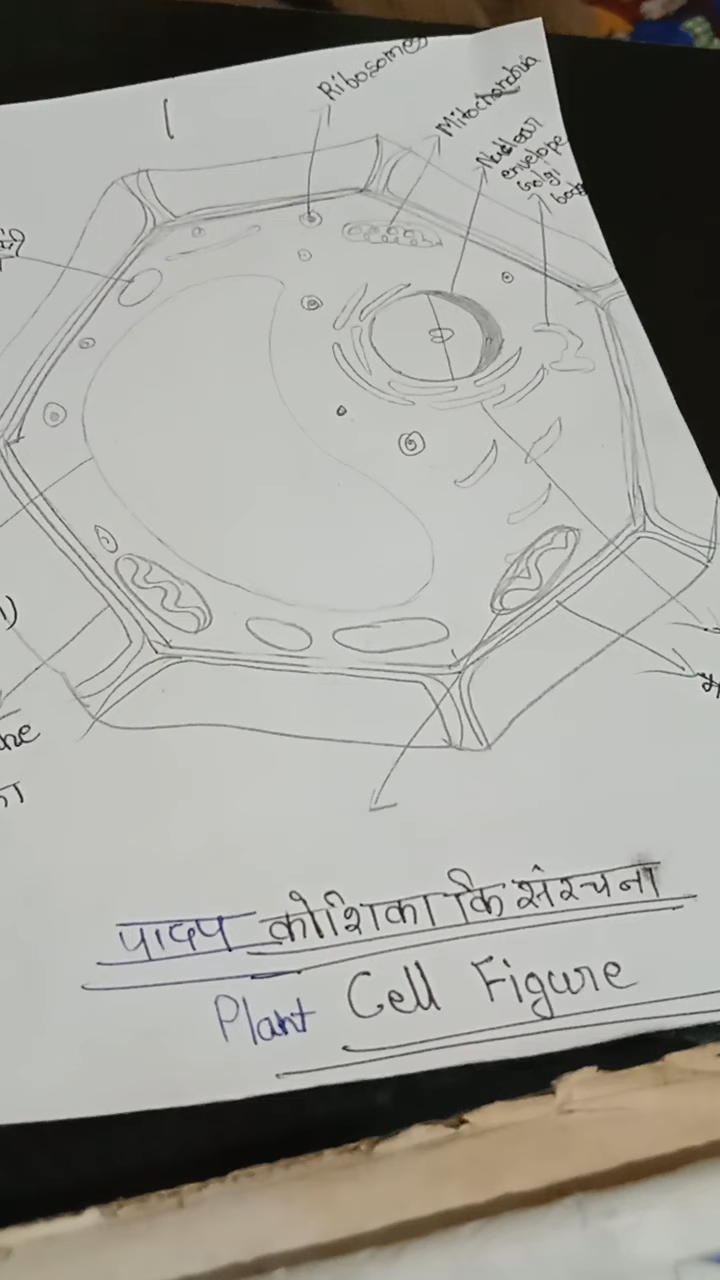 Ribosomes
Mitochondria
Nuclear
envelope
Golgi
body
पादप कोशिका कि संरचना
Plant Cell Figure